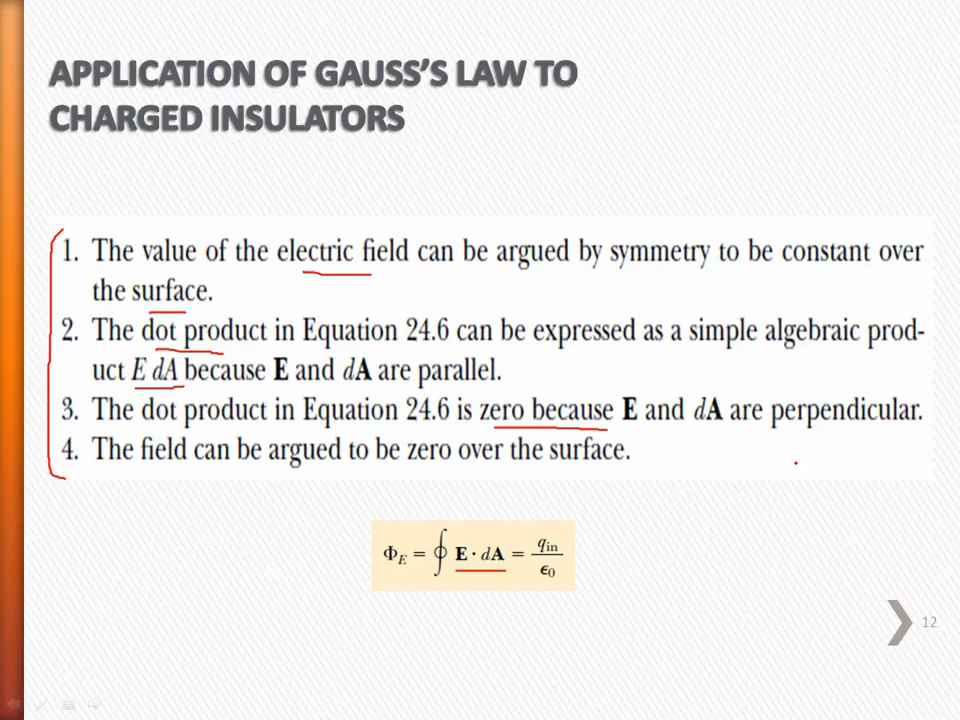 APPLICATION OF GAUSS'S LAW TO
CHARGED INSULATORS
1. The value of the electric field can be argued by symmetry to be constant over
the surface.
2. The dot product in Equation 24.6 can be expressed as a simple algebraic prod-
uct E dA because E and dA are parallel.
3. The dot product in Equation 24.6 is zero because E and dA are perpendicular.
4. The field can be argued to be zero over the surface.
Φ_E = ∮ E · dA = q_in / ϵ_0
12